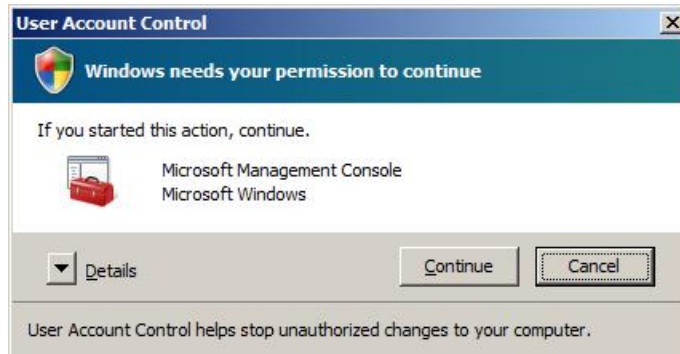 User Account Control
Windows needs your permission to continue
If you started this action, continue.
Microsoft Management Console
Microsoft Windows
Details
Continue
Cancel
User Account Control helps stop unauthorized changes to your computer.